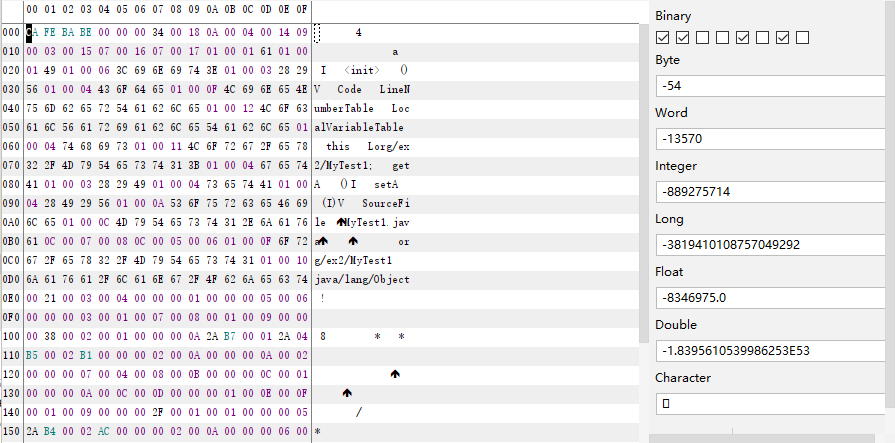 00 01 02 03 04 05 06 07 08 09 0A 0B 0C 0D 0E 0F
000 CA FE BA BE 00 00 00 34 00 18 0A 00 04 00 14 09 4
010 00 03 00 15 07 00 16 07 00 17 01 00 01 61 01 00 a
020 01 49 01 00 06 3C 69 6E 69 74 3E 01 00 03 28 29 I <init> ()
030 56 01 00 04 43 6F 64 65 01 00 0F 4C 69 6E 65 4E V Code LineN
040 75 6D 62 65 72 54 61 62 6C 65 01 00 12 4C 6F 63 umberTable Loc
050 61 6C 56 61 72 69 61 62 6C 65 54 61 62 6C 65 01 alVariableTable
060 00 04 74 68 69 73 01 00 11 4C 6F 72 67 2F 65 78 this Lorg/ex
070 32 2F 4D 79 54 65 73 74 31 3B 01 00 04 67 65 74 2/MyTest1; get
080 41 01 00 03 28 29 49 01 00 04 73 65 74 41 01 00 A ()I setA
090 04 28 49 29 56 01 00 0A 53 6F 75 72 63 65 46 69 (I)V SourceFi
0A0 6C 65 01 00 0C 4D 79 54 65 73 74 31 2E 6A 61 76 le MyTest1.jav
0B0 61 0C 00 07 00 08 0C 00 05 00 06 01 00 0F 6F 72 a or
0C0 67 2F 65 78 32 2F 4D 79 54 65 73 74 31 01 00 10 g/ex2/MyTest1
0D0 6A 61 76 61 2F 6C 61 6E 67 2F 4F 62 6A 65 63 74 java/lang/Object
0E0 00 21 00 03 00 04 00 00 00 01 00 00 00 05 00 06 !
0F0 00 00 00 03 00 01 00 07 00 08 00 01 00 09 00 00
100 00 38 00 02 00 01 00 00 00 0A 2A B7 00 01 2A 04 8 * *
110 B5 00 02 B1 00 00 00 02 00 0A 00 00 00 0A 00 02
120 00 00 00 07 00 04 00 08 00 0B 00 00 00 0C 00 01
130 00 00 00 0A 00 0C 00 0D 00 00 00 01 00 0E 00 0F
140 00 01 00 09 00 00 00 2F 00 01 00 01 00 00 00 05 /
150 2A B4 00 02 AC 00 00 00 02 00 0A 00 00 00 06 00 *
Binary
Byte
-54
Word
-13570
Integer
-889275714
Long
-3819410108757049292
Float
-8346975.0
Double
-1.8395610539986253E53
Character